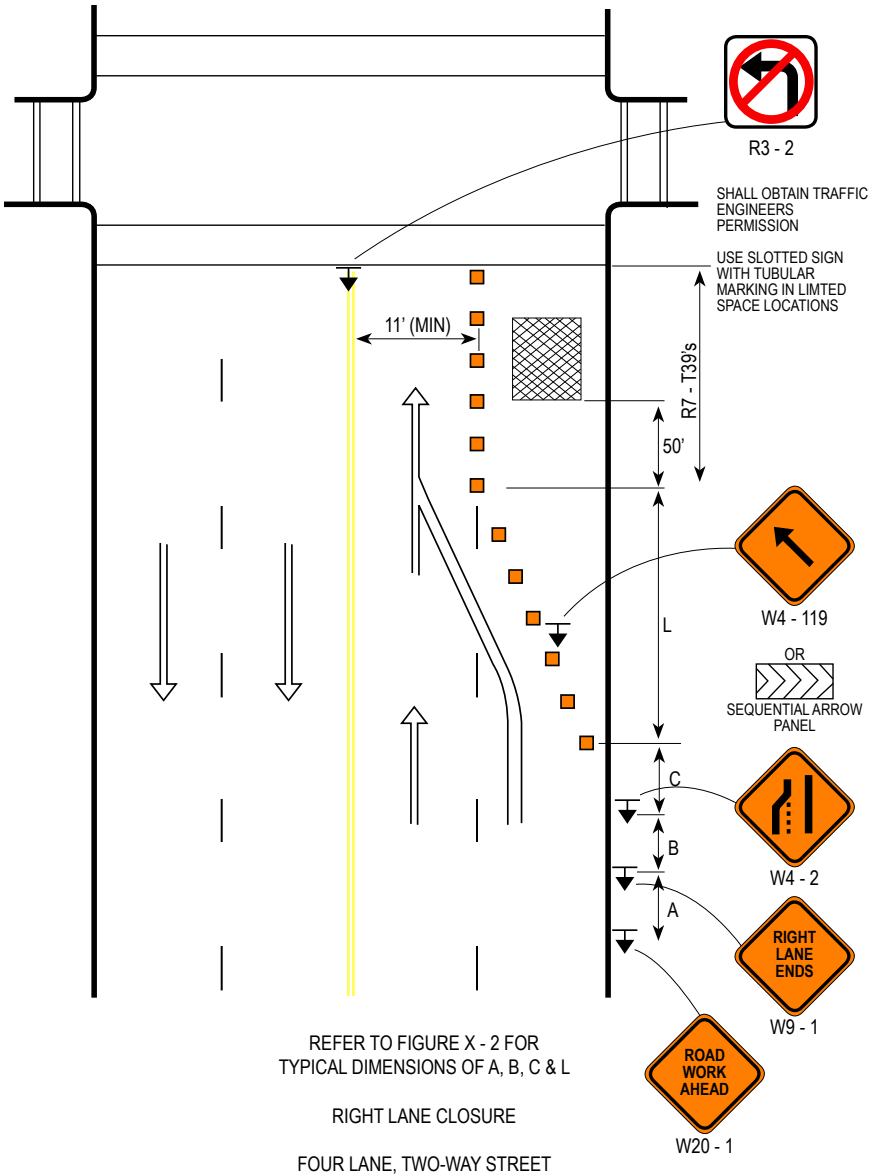 R3 - 2
SHALL OBTAIN TRAFFIC
ENGINEERS
PERMISSION
USE SLOTTED SIGN
WITH TUBULAR
MARKING IN LIMTED
SPACE LOCATIONS
11' (MIN)
R7 - T39's
50'
L
W4 - 119
OR
SEQUENTIAL ARROW
PANEL
C
B
W4 - 2
A
RIGHT
LANE
ENDS
W9 - 1
REFER TO FIGURE X - 2 FOR
TYPICAL DIMENSIONS OF A, B, C & L
ROAD
WORK
AHEAD
RIGHT LANE CLOSURE
W20 - 1
FOUR LANE, TWO-WAY STREET